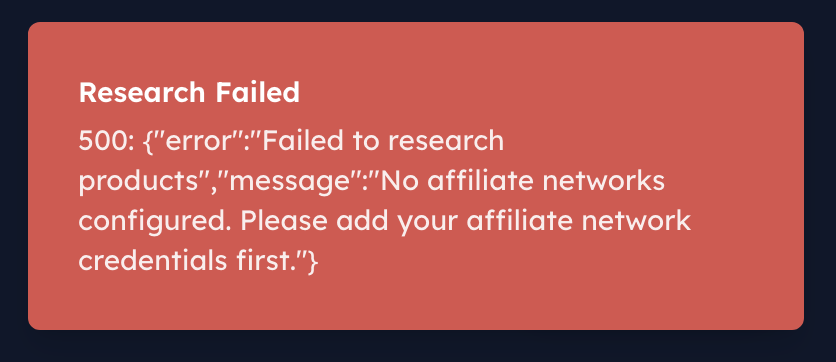 Research Failed
500: {"error":"Failed to research
products","message":"No affiliate networks
configured. Please add your affiliate network
credentials first."}